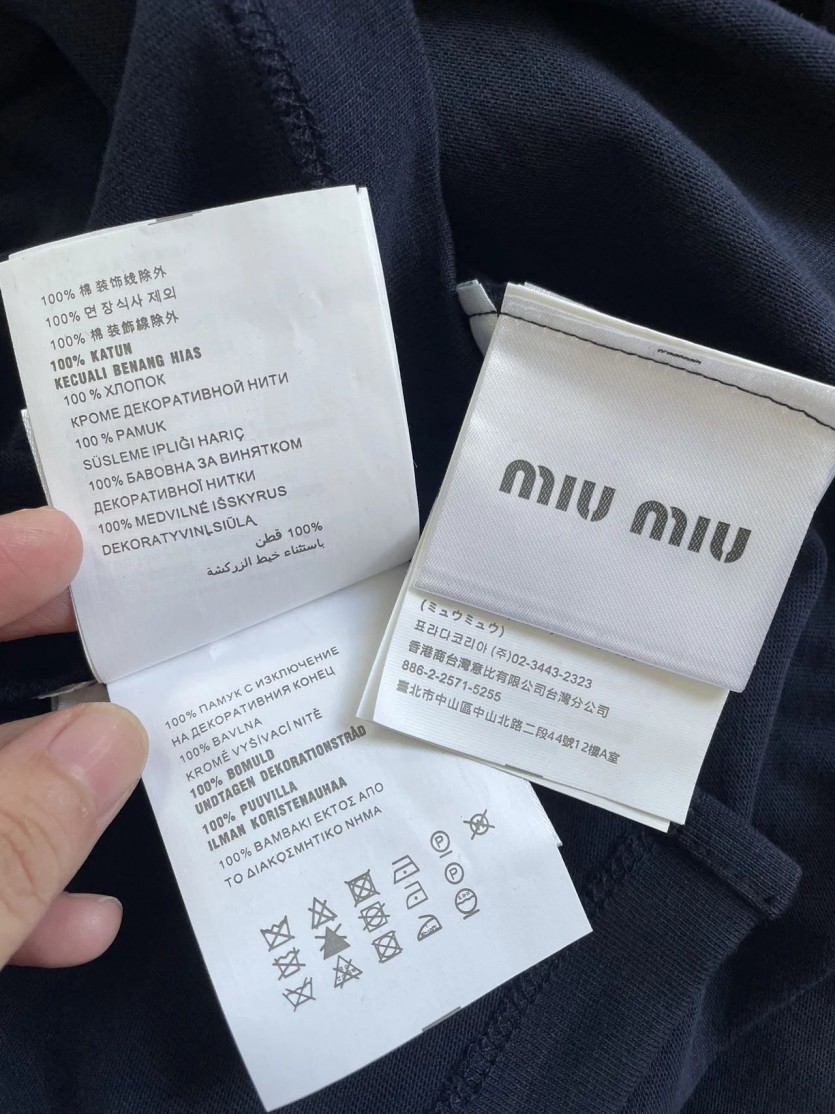 100% 棉 装饰线除外
100% 면 장식사 제외
100% 棉 装飾線除外
100% KATUN
KECUALI BENANG HIAS
100 % ХЛОПОК
КРОМЕ ДЕКОРАТИВНОЙ НИТИ
100 % PAMUK
SÜSLEME IPLIĞI HARIÇ
100% БАВОВНА ЗА ВИНЯТКОМ
ДЕКОРАТИВНОЇ НИТКИ
100% MEDVILNĖ IŠSKYRUS
DEKORATYVINĮ SIŪLĄ
100% قطن
باستثناء خيط الزركشة
100% ПАМУК С ИЗКЛЮЧЕНИЕ
НА ДЕКОРАТИВНИЯ КОНЕЦ
100% BAVLNA
KROMĚ VYŠÍVACÍ NITĚ
100% BOMULD
UNDTAGEN DEKORATIONSTRÅD
100% PUUVILLA
ILMAN KORISTENAUHAA
100% ΒΑΜΒΑΚΙ ΕΚΤΟΣ ΑΠΟ
ΤΟ ΔΙΑΚΟΣΜΗΤΙΚΟ ΝΗΜΑ
P
P
miu miu
(ミュウミュウ)
프라다코리아 (주)02-3443-2323
香港商台灣意比有限公司台灣分公司
886-2-2571-5255
臺北市中山區中山北路二段44號12樓A室